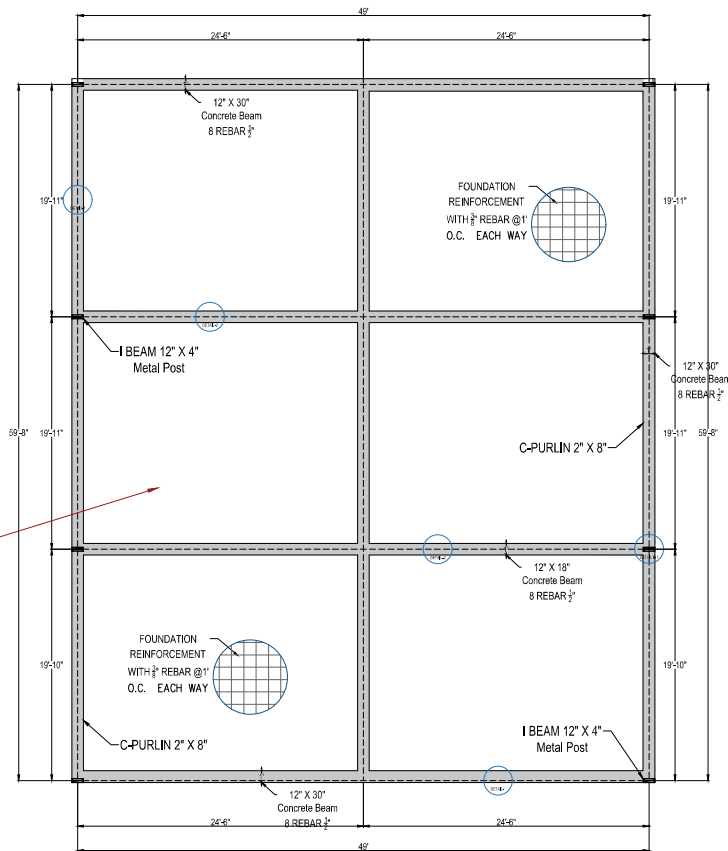 49'
24'-6" 24'-6"
12" X 30"
Concrete Beam
8 REBAR ½"
FOUNDATION
REINFORCEMENT
WITH ⅜" REBAR @1'
O.C. EACH WAY
19'-11" 19'-11"
DETAIL-2
I BEAM 12" X 4"
Metal Post
12" X 30"
Concrete Beam
8 REBAR ½"
59'-8" 19'-11" 19'-11" 59'-8"
C-PURLIN 2" X 8"
12" X 18"
Concrete Beam
8 REBAR ½"
FOUNDATION
REINFORCEMENT
WITH ⅜" REBAR @1'
O.C. EACH WAY
19'-10" 19'-10"
I BEAM 12" X 4"
Metal Post
C-PURLIN 2" X 8"
12" X 30"
Concrete Beam
8 REBAR ½"
24'-6" 24'-6"
49'